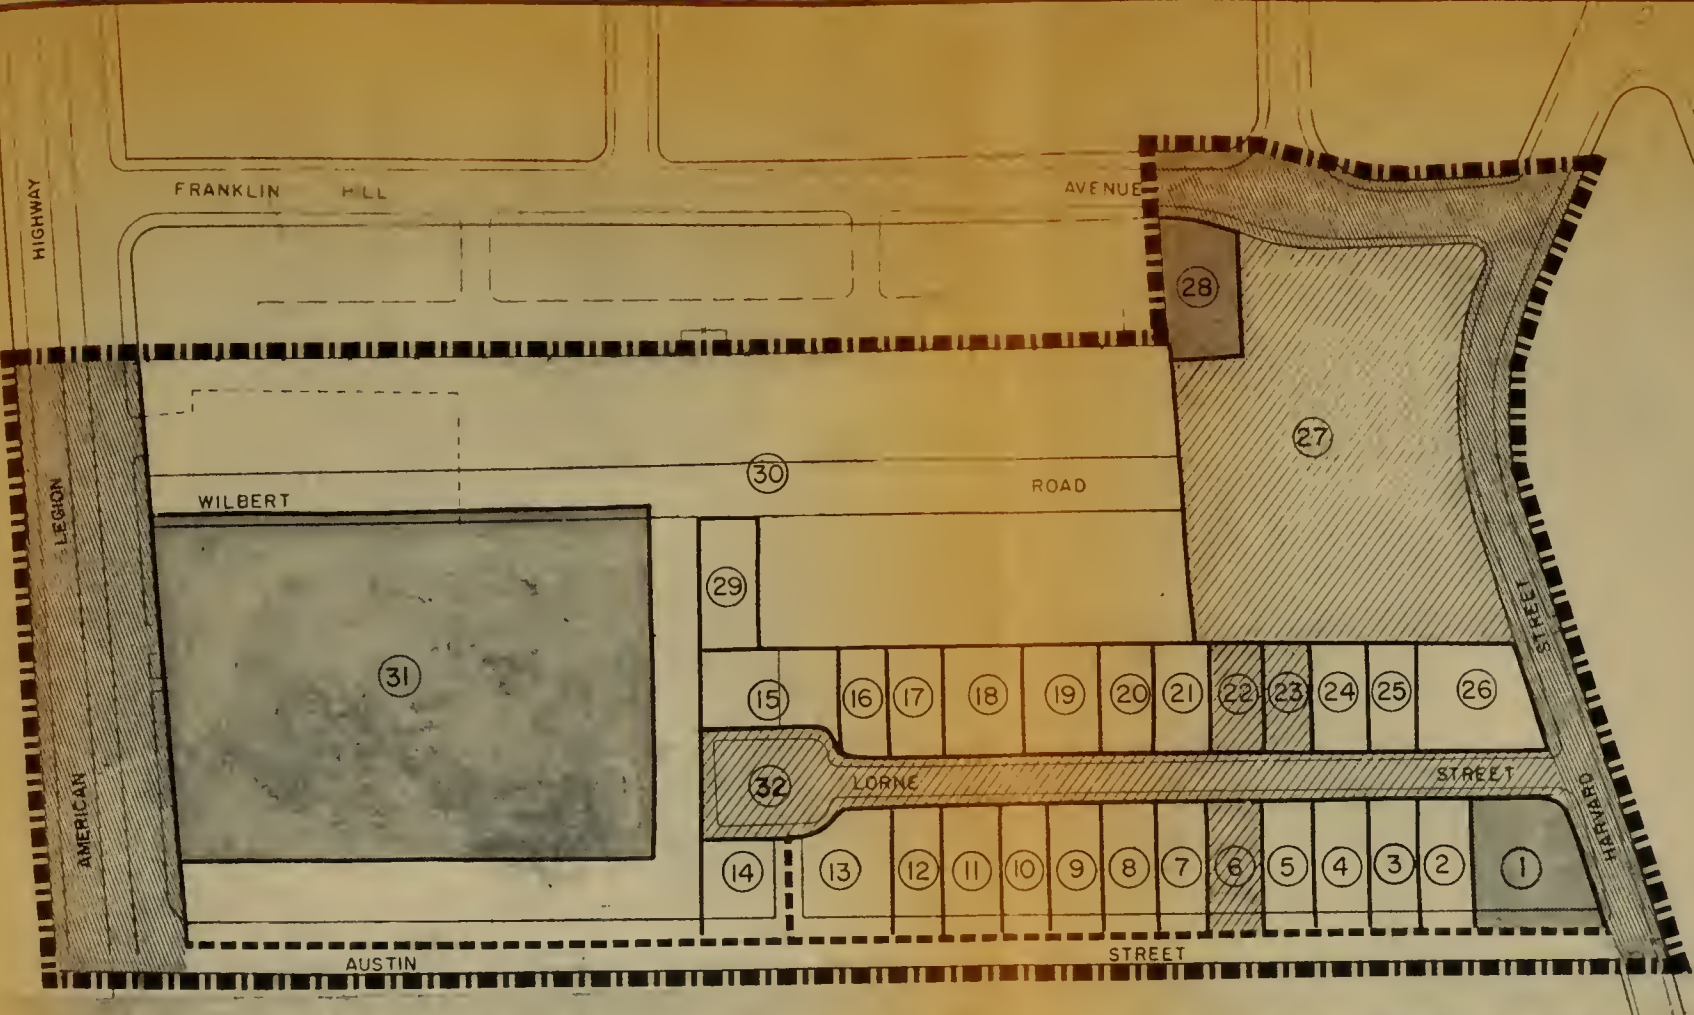 FRANKLIN HILL AVENUE
HIGHWAY
28
27
LEGION
30
WILBERT ROAD
29
STREET
31
15 16 17 18 19 20 21 22 23 24 25 26
AMERICAN
32 LORNE STREET
HARVARD
14 13 12 11 10 9 8 7 6 5 4 3 2 1
AUSTIN STREET